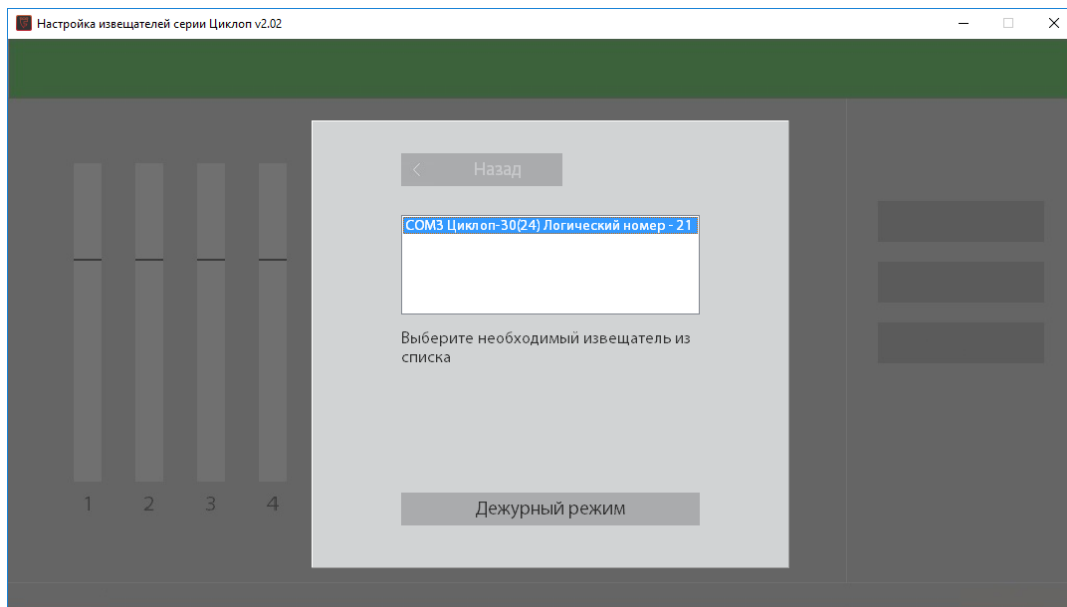 Настройка извещателей серии Циклоп v2.02
Назад
COM3 Циклоп-30(24) Логический номер - 21
Выберите необходимый извещатель из
списка
1 2 3 4
Дежурный режим